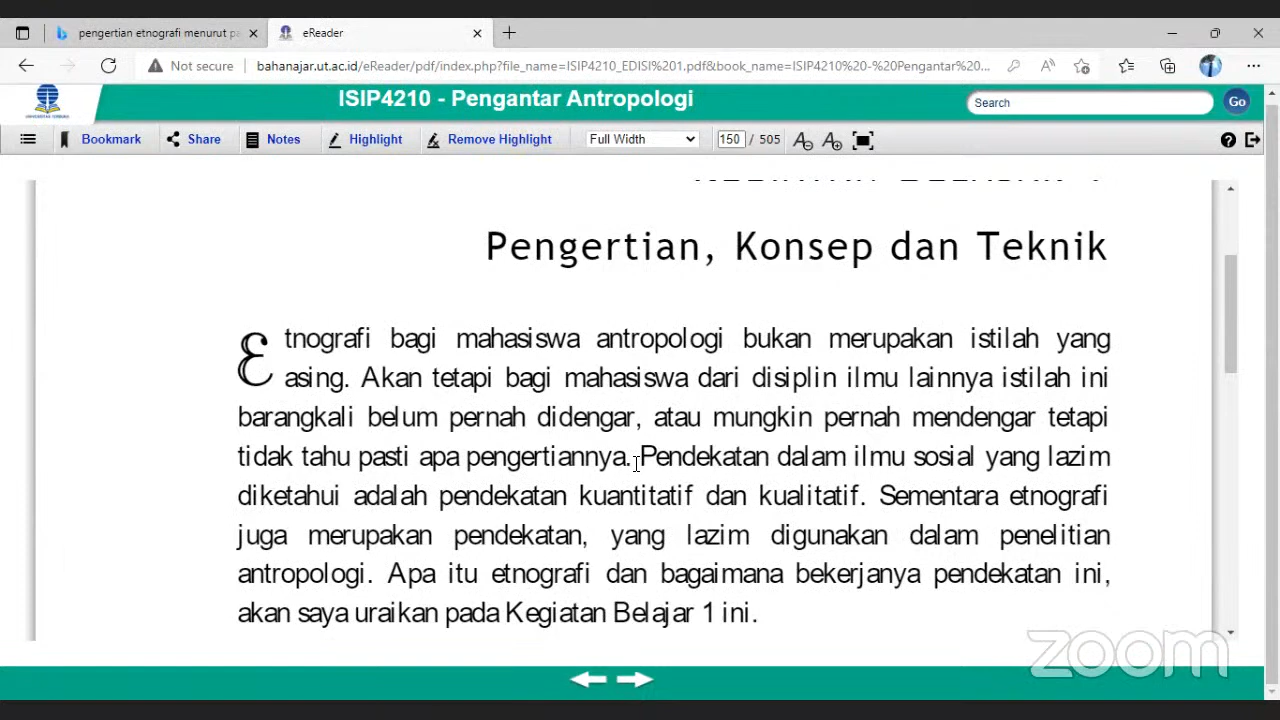 pengertian etnografi menurut pa
eReader
Not secure
bahanajar.ut.ac.id/eReader/pdf/index.php?file_name=ISIP4210_EDISI%201.pdf&book_name=ISIP4210%20-%20Pengantar%20...
ISIP4210 - Pengantar Antropologi
Search
Go
Bookmark
Share
Notes
Highlight
Remove Highlight
Full Width
150 / 505
Pengertian, Konsep dan Teknik
Etnografi bagi mahasiswa antropologi bukan merupakan istilah yang
asing. Akan tetapi bagi mahasiswa dari disiplin ilmu lainnya istilah ini
barangkali belum pernah didengar, atau mungkin pernah mendengar tetapi
tidak tahu pasti apa pengertiannya. Pendekatan dalam ilmu sosial yang lazim
diketahui adalah pendekatan kuantitatif dan kualitatif. Sementara etnografi
juga merupakan pendekatan, yang lazim digunakan dalam penelitian
antropologi. Apa itu etnografi dan bagaimana bekerjanya pendekatan ini,
akan saya uraikan pada Kegiatan Belajar 1 ini.
zoom